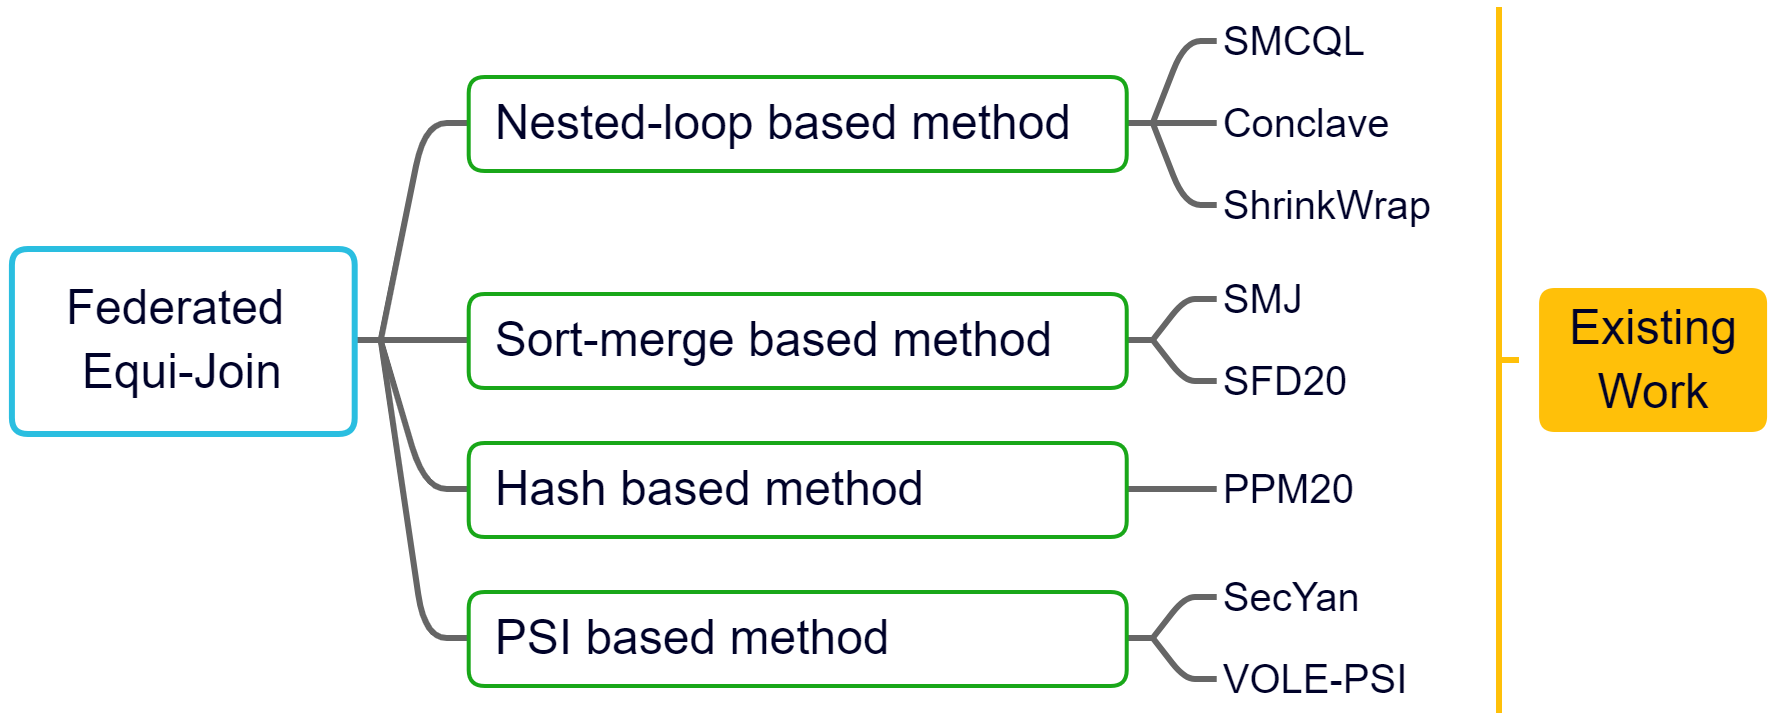 Federated
Equi-Join
Nested-loop based method
SMCQL
Conclave
ShrinkWrap
Sort-merge based method
SMJ
SFD20
Hash based method
PPM20
PSI based method
SecYan
VOLE-PSI
Existing
Work